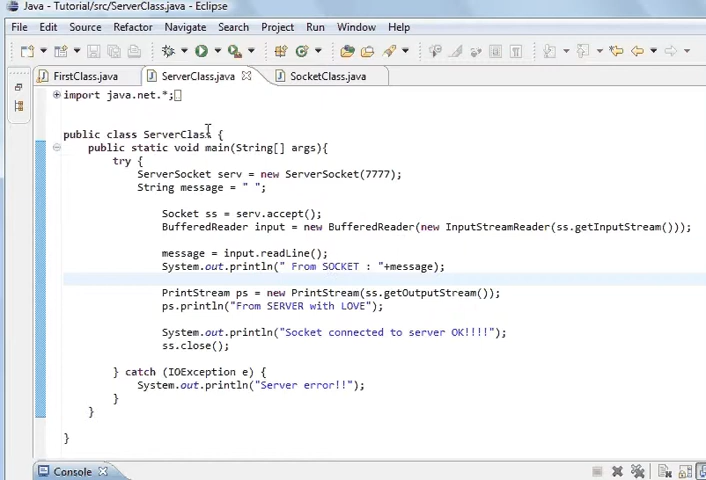 Java - Tutorial/src/ServerClass.java - Eclipse
File Edit Source Refactor Navigate Search Project Run Window Help
FirstClass.java ServerClass.java SocketClass.java
import java.net.*;
public class ServerClass {
public static void main(String[] args){
try {
ServerSocket serv = new ServerSocket(7777);
String message = " ";
Socket ss = serv.accept();
BufferedReader input = new BufferedReader(new InputStreamReader(ss.getInputStream()));
message = input.readLine();
System.out.println(" From SOCKET : "+message);
PrintStream ps = new PrintStream(ss.getOutputStream());
ps.println("From SERVER with LOVE");
System.out.println("Socket connected to server OK!!!!");
ss.close();
} catch (IOException e) {
System.out.println("Server error!!");
}
}
}
Console